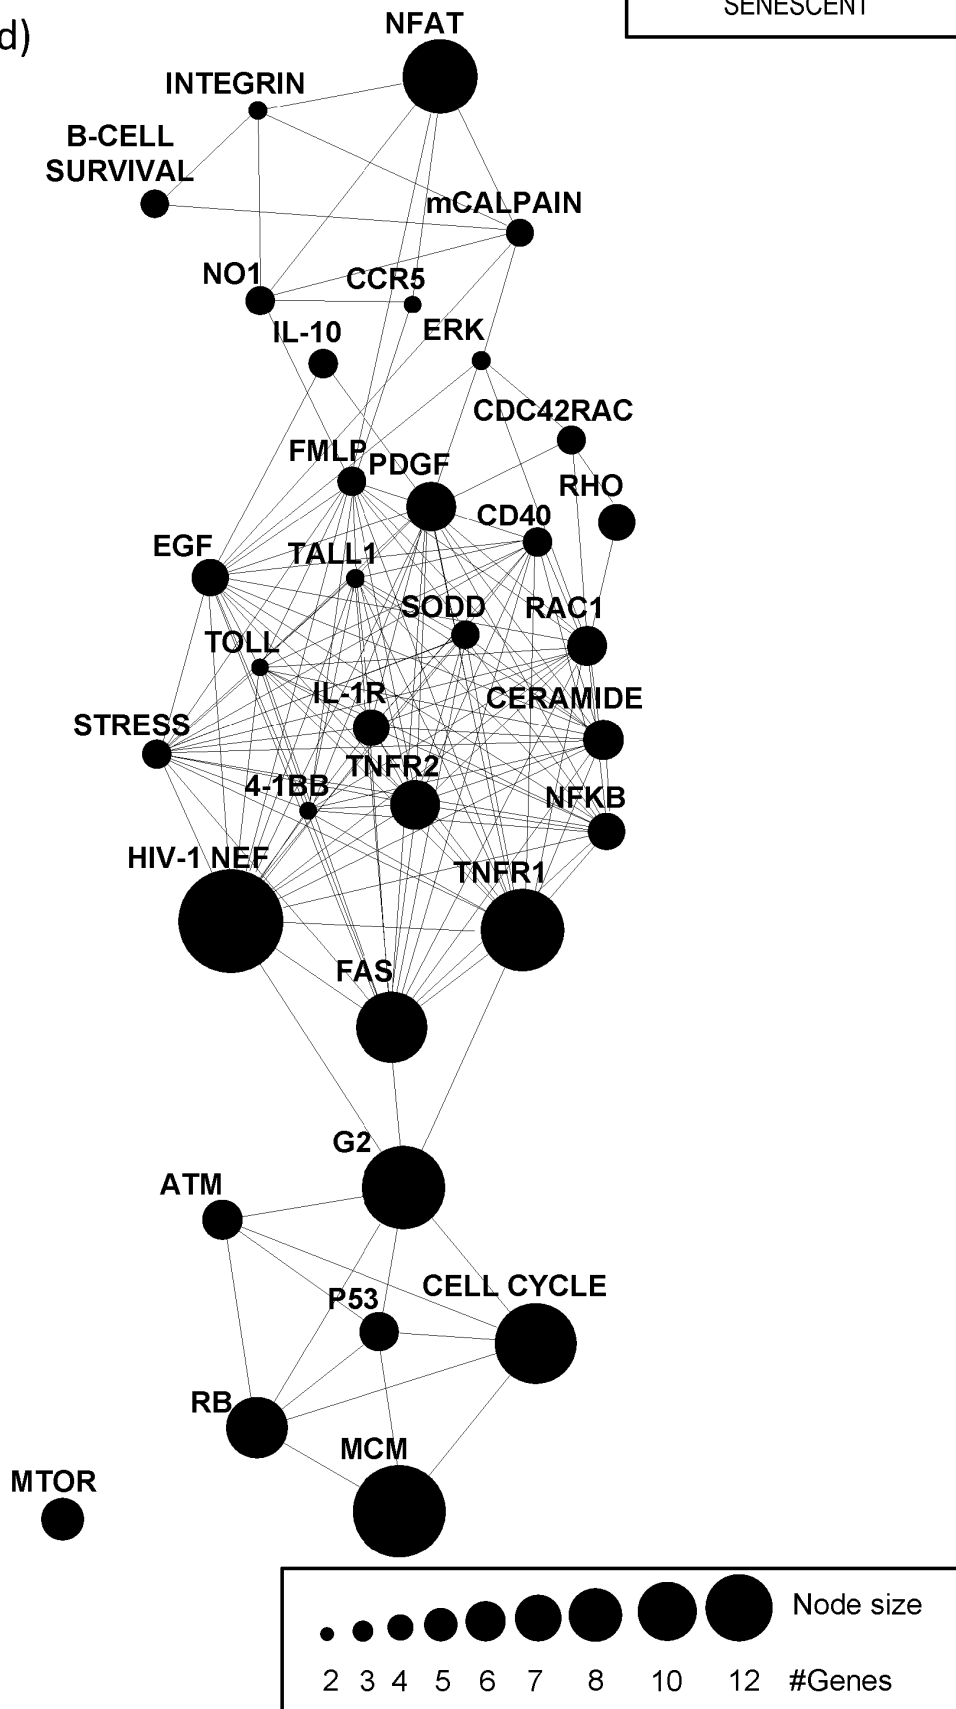 SENESCENT
d)
NFAT
INTEGRIN
B-CELL
SURVIVAL
mCALPAIN
NO1
CCR5
IL-10
ERK
CDC42RAC
FMLP
PDGF
RHO
CD40
EGF
TALL1
SODD
RAC1
TOLL
IL-1R
CERAMIDE
STRESS
TNFR2
4-1BB
NFKB
HIV-1 NEF
TNFR1
FAS
G2
ATM
CELL CYCLE
P53
RB
MCM
MTOR
Node size
2 3 4 5 6 7 8 10 12 #Genes